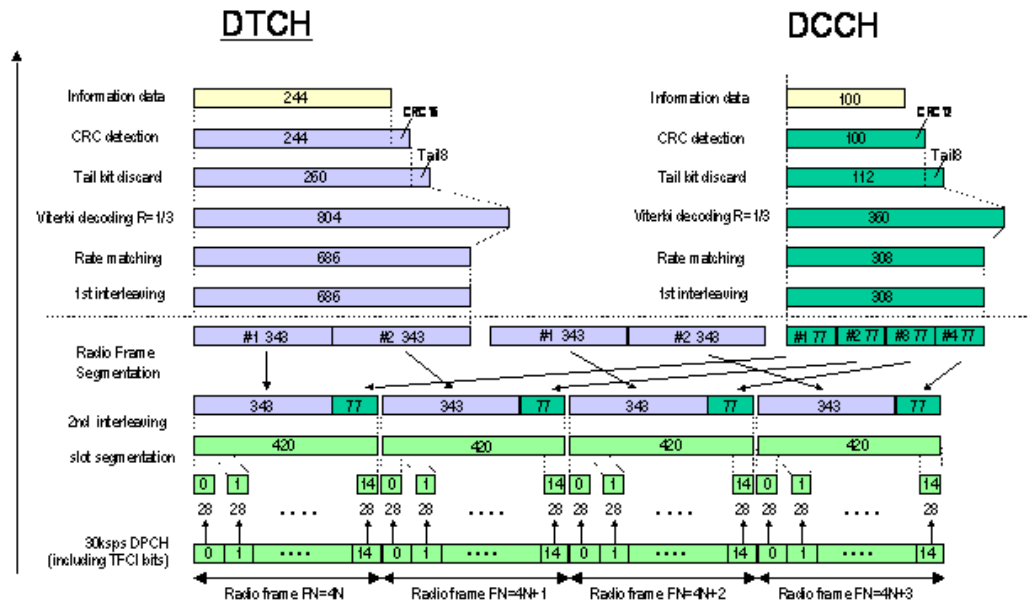 DTCH DCCH
Information data 244 Information data 100
CRC 16 CRC 12
CRC detection 244 CRC detection 100
Tail8 Tail8
Tail bit discard 260 Tail bit discard 112
Viterbi decoding R=1/3 804 Viterbi decoding R=1/3 360
Rate matching 686 Rate matching 308
1st interleaving 686 1st interleaving 308
#1 343 #2 343 #1 343 #2 343 #1 77 #2 77 #3 77 #4 77
Radio Frame
Segmentation
343 77 343 77 343 77 343 77
2nd interleaving
420 420 420 420
slot segmentation
0 1 14 0 1 14 0 1 14 0 1 14
28 28 .... 28 28 28 .... 28 28 28 .... 28 28 28 .... 28
30ksps DPCH
(including TFCI bits)
0 1 .... 14 0 1 .... 14 0 1 .... 14 0 1 .... 14
Radio frame FN=4N Radio frame FN=4N+1 Radio frame FN=4N+2 Radio frame FN=4N+3